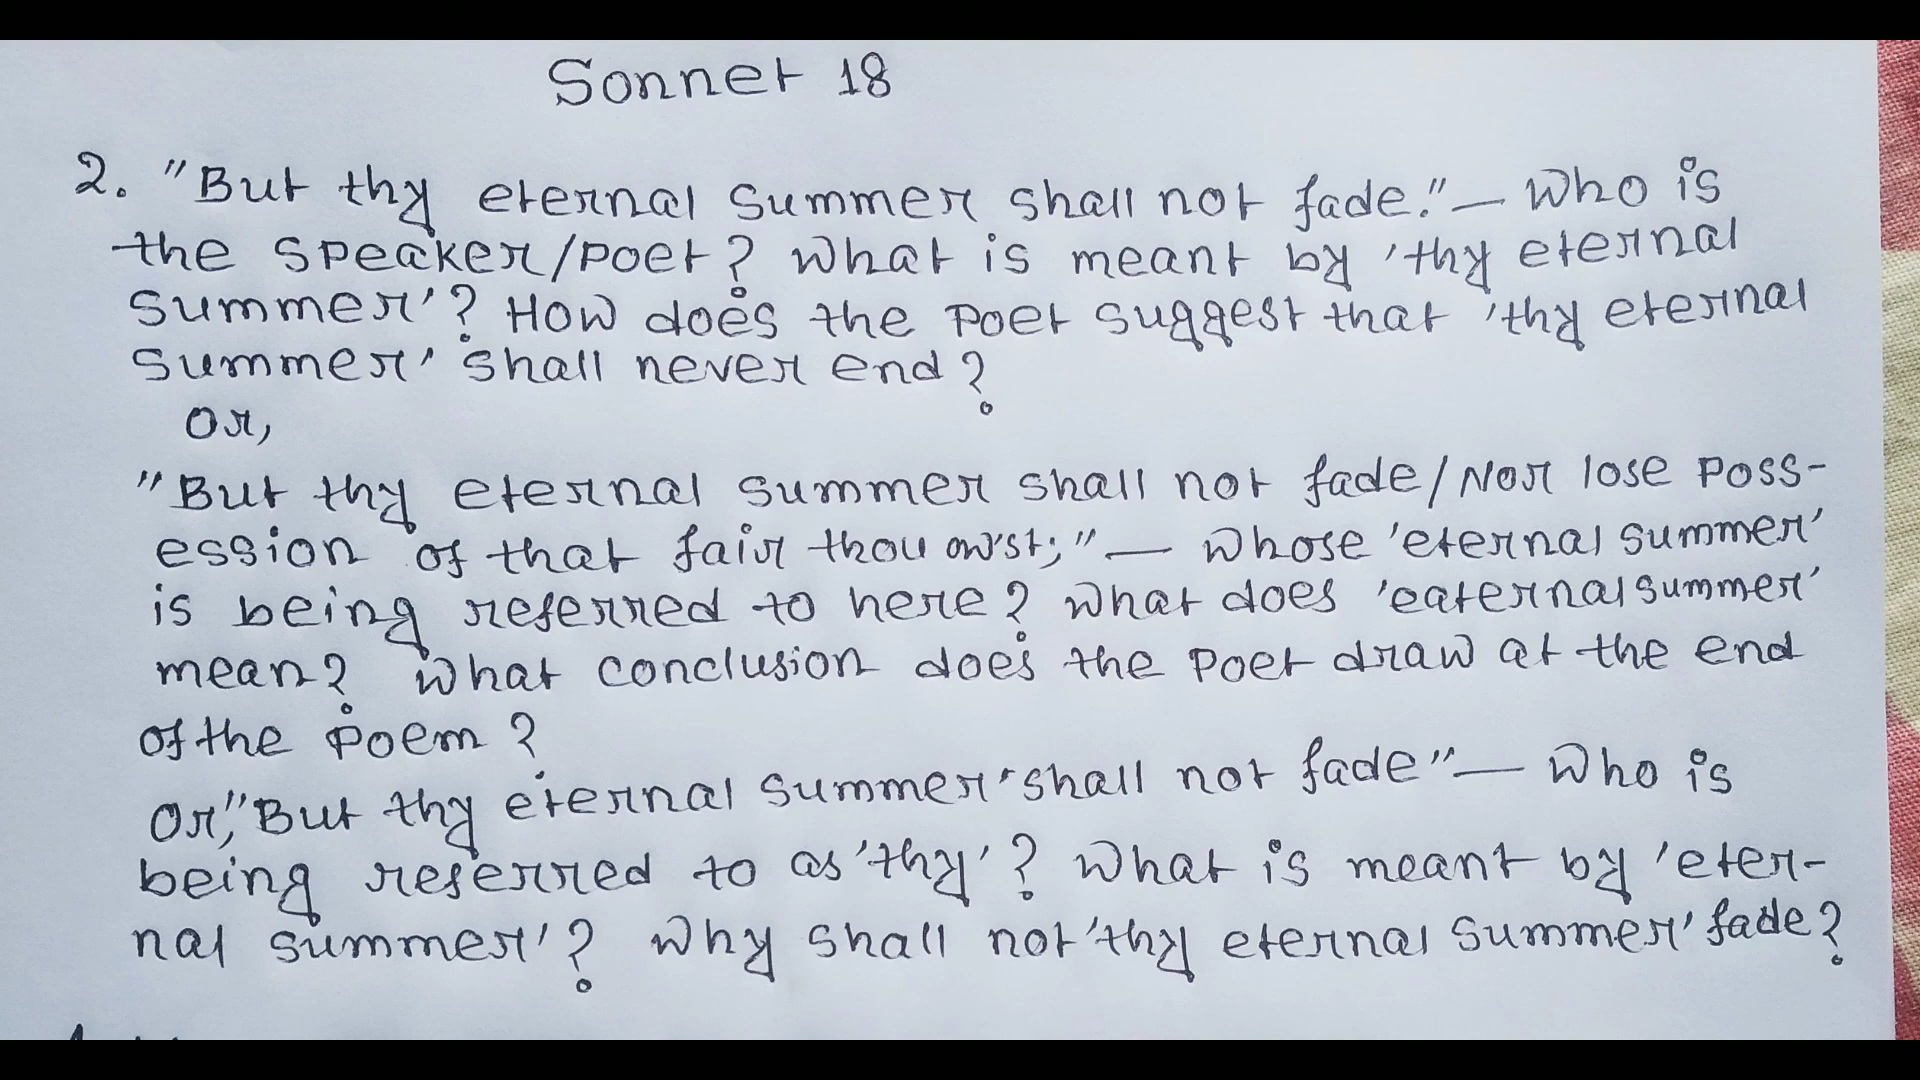 Sonnet 18
2. "But thy eternal summer shall not fade."— Who is
the speaker/poet? What is meant by 'thy eternal
summer'? How does the poet suggest that 'thy eternal
summer' shall never end?
Or,
"But thy eternal summer shall not fade/Nor lose poss-
ession of that fair thou ow'st;"— Whose 'eternal summer'
is being referred to here? What does 'eaternal summer'
mean? What conclusion does the poet draw at the end
of the poem?
Or, "But thy eternal summer shall not fade"— Who is
being referred to as 'thy'? What is meant by 'eter-
nal summer'? Why shall not 'thy eternal summer' fade?